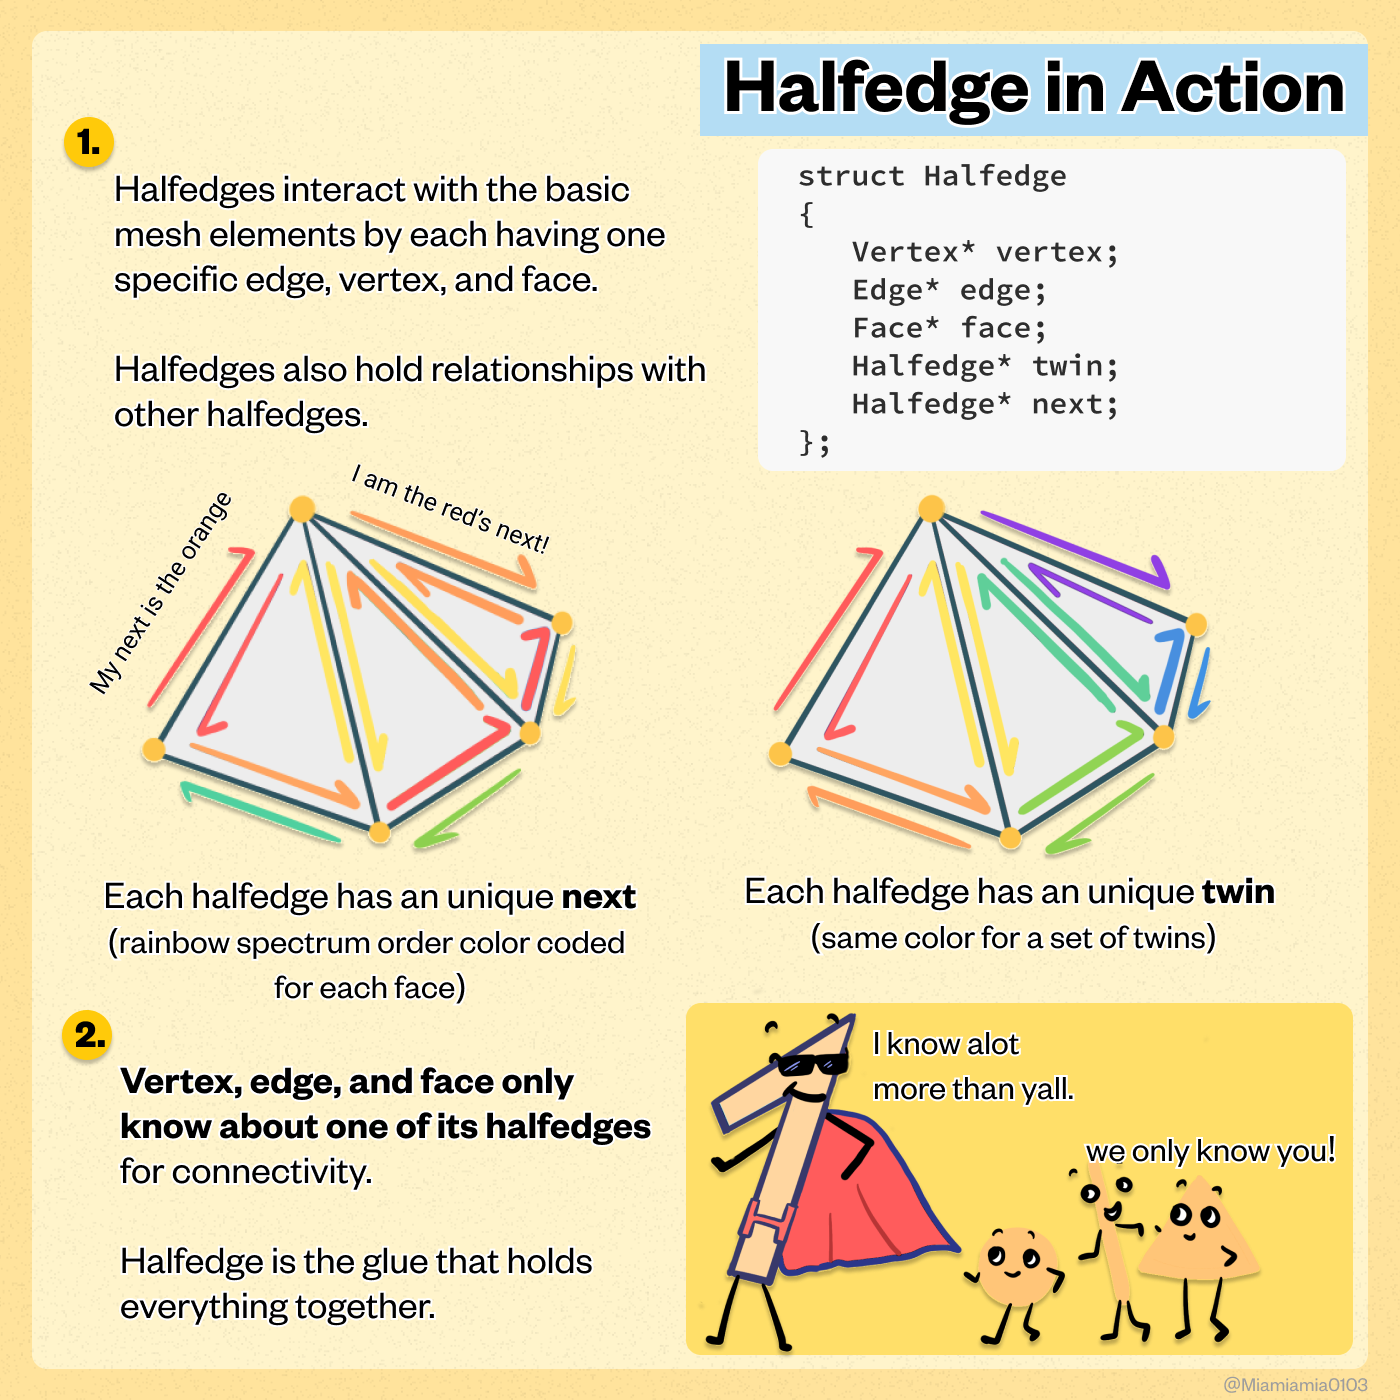 Halfedge in Action
1.
Halfedges interact with the basic
mesh elements by each having one
specific edge, vertex, and face.
Halfedges also hold relationships with
other halfedges.
struct Halfedge
{
Vertex* vertex;
Edge* edge;
Face* face;
Halfedge* twin;
Halfedge* next;
};
My next is the orange
I am the red's next!
Each halfedge has an unique next
(rainbow spectrum order color coded
for each face)
Each halfedge has an unique twin
(same color for a set of twins)
2.
Vertex, edge, and face only
know about one of its halfedges
for connectivity.
Halfedge is the glue that holds
everything together.
I know alot
more than yall.
we only know you!
H
@Miamiamia0103